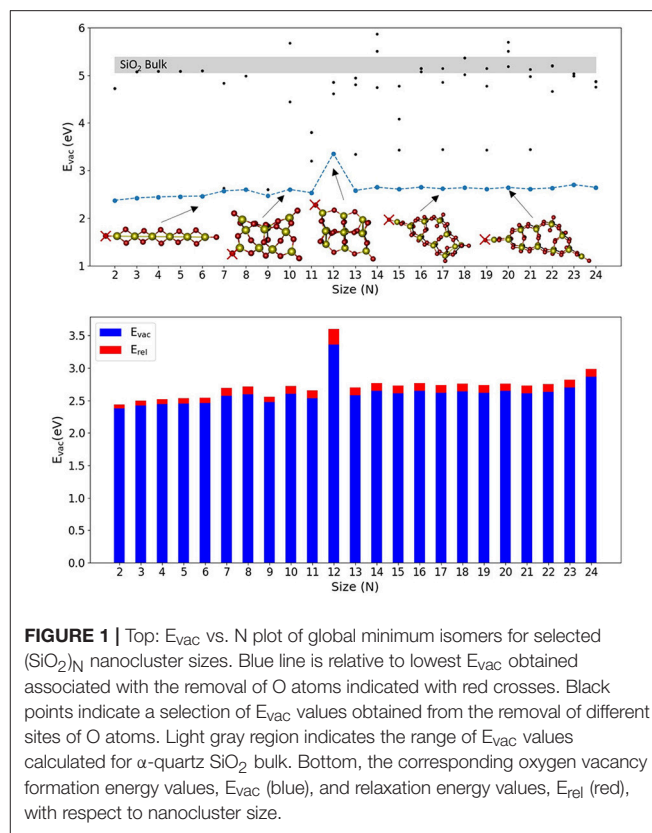 6
5
4
3
2
1
E_vac (eV)
SiO2 Bulk
2 3 4 5 6 7 8 9 10 11 12 13 14 15 16 17 18 19 20 21 22 23 24
Size (N)
E_vac
E_rel
3.5
3.0
2.5
2.0
1.5
1.0
0.5
0.0
E_vac(eV)
2 3 4 5 6 7 8 9 10 11 12 13 14 15 16 17 18 19 20 21 22 23 24
Size (N)
FIGURE 1 | Top: Evac vs. N plot of global minimum isomers for selected
(SiO2)N nanocluster sizes. Blue line is relative to lowest Evac obtained
associated with the removal of O atoms indicated with red crosses. Black
points indicate a selection of Evac values obtained from the removal of different
sites of O atoms. Light gray region indicates the range of Evac values
calculated for α-quartz SiO2 bulk. Bottom, the corresponding oxygen vacancy
formation energy values, Evac (blue), and relaxation energy values, Erel (red),
with respect to nanocluster size.